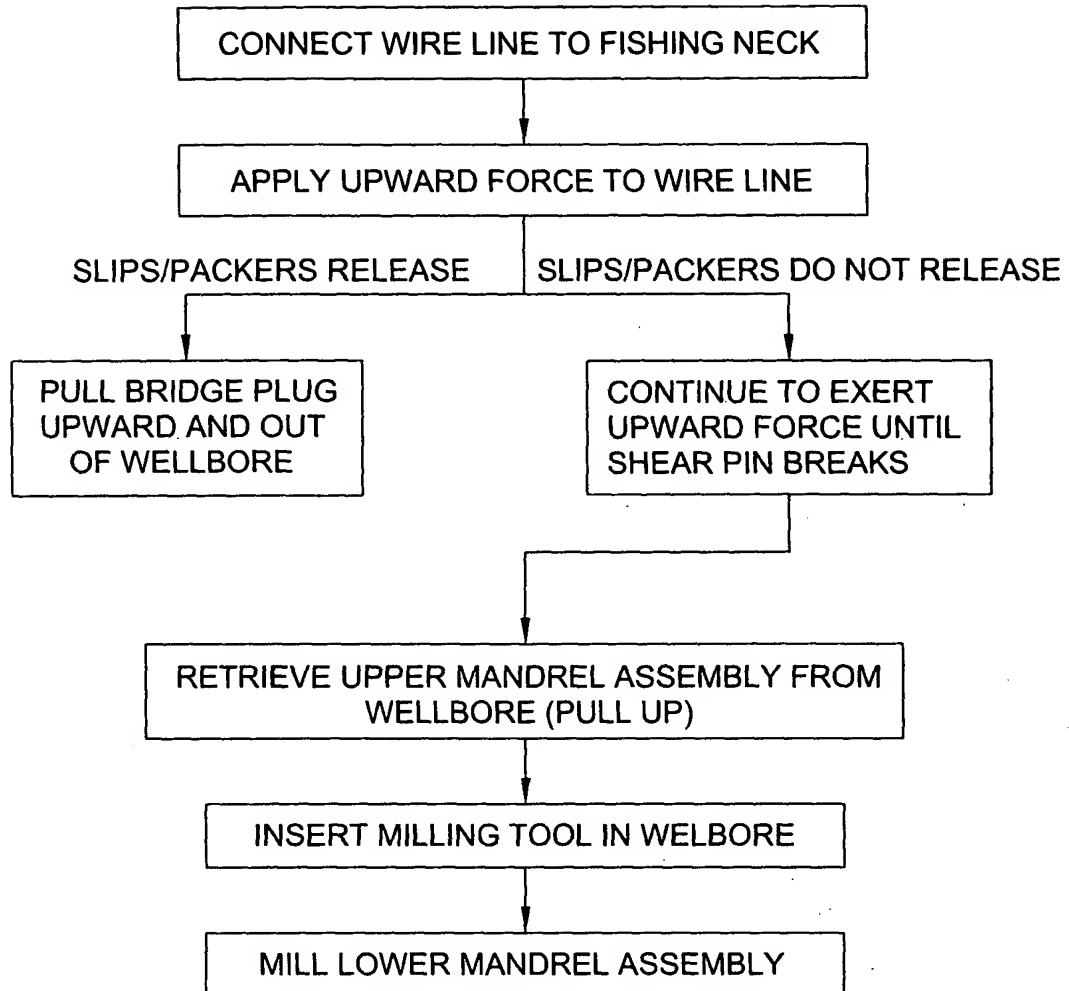 CONNECT WIRE LINE TO FISHING NECK
APPLY UPWARD FORCE TO WIRE LINE
SLIPS/PACKERS RELEASE
SLIPS/PACKERS DO NOT RELEASE
PULL BRIDGE PLUG
UPWARD AND OUT
OF WELLBORE
CONTINUE TO EXERT
UPWARD FORCE UNTIL
SHEAR PIN BREAKS
RETRIEVE UPPER MANDREL ASSEMBLY FROM
WELLBORE (PULL UP)
INSERT MILLING TOOL IN WELBORE
MILL LOWER MANDREL ASSEMBLY